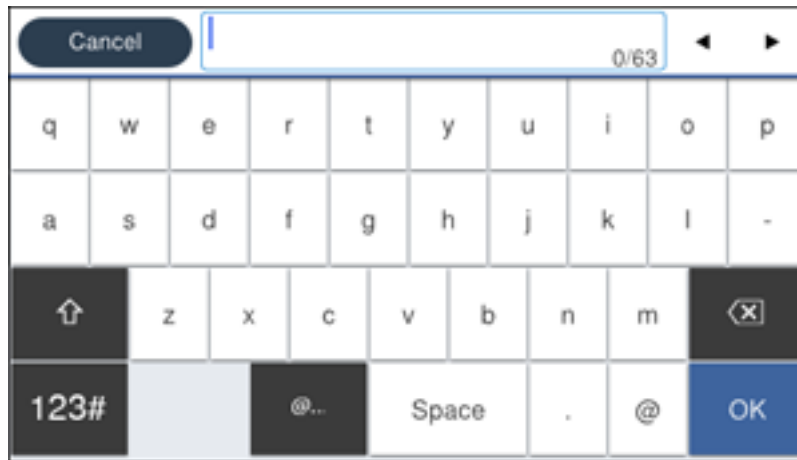 Cancel
0/63
q w e r t y u i o p
a s d f g h j k l -
z x c v b n m
123# @... Space . @ OK